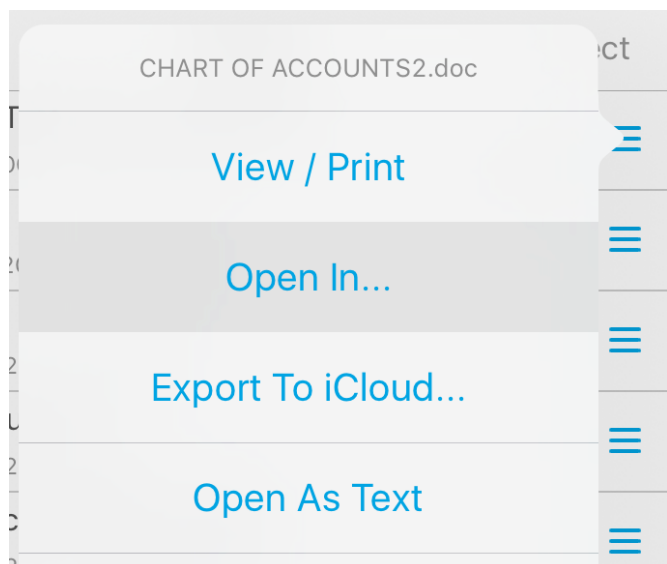 CHART OF ACCOUNTS2.doc
View / Print
Open In...
Export To iCloud...
Open As Text